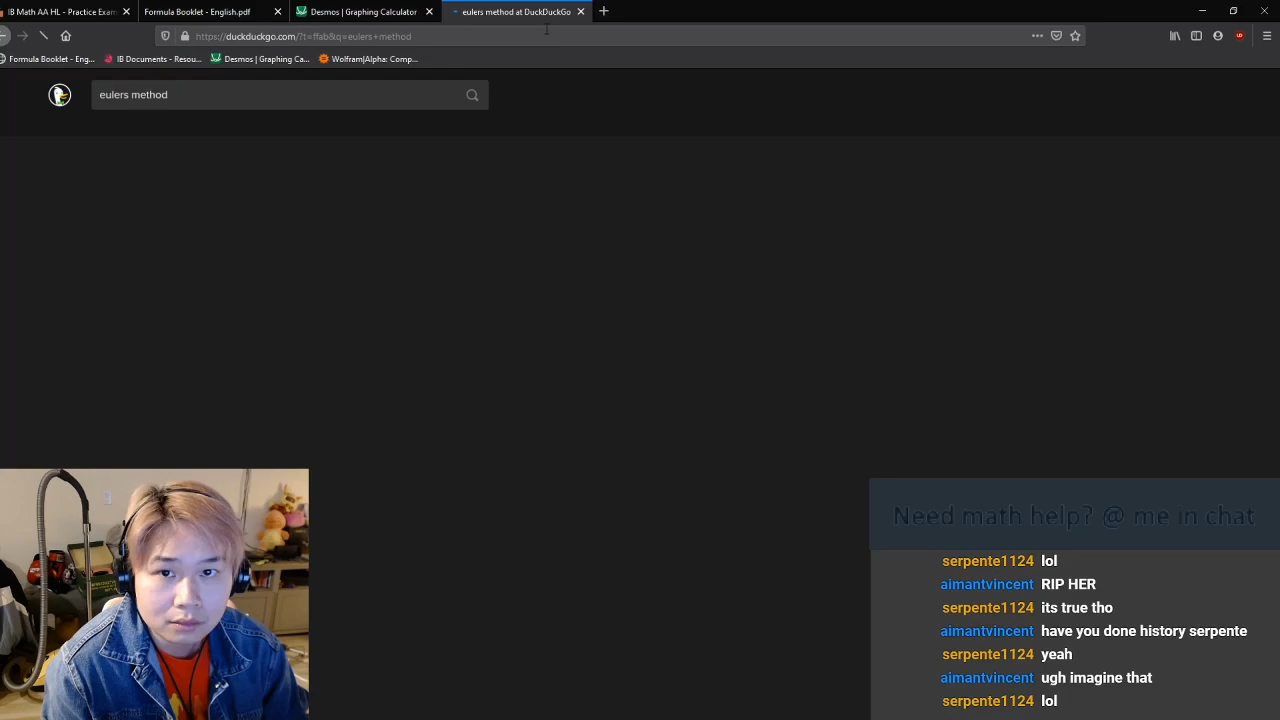 IB Math AA HL - Practice Exam
Formula Booklet - English.pdf
Desmos | Graphing Calculator
eulers method at DuckDuckGo
https://duckduckgo.com/?t=ffab&q=eulers+method
Formula Booklet - Eng...
IB Documents - Resou...
Desmos | Graphing Ca...
Wolfram|Alpha: Comp...
eulers method
Need math help? @ me in chat
serpente1124 lol
aimantvincent RIP HER
serpente1124 its true tho
aimantvincent have you done history serpente
serpente1124 yeah
aimantvincent ugh imagine that
serpente1124 lol